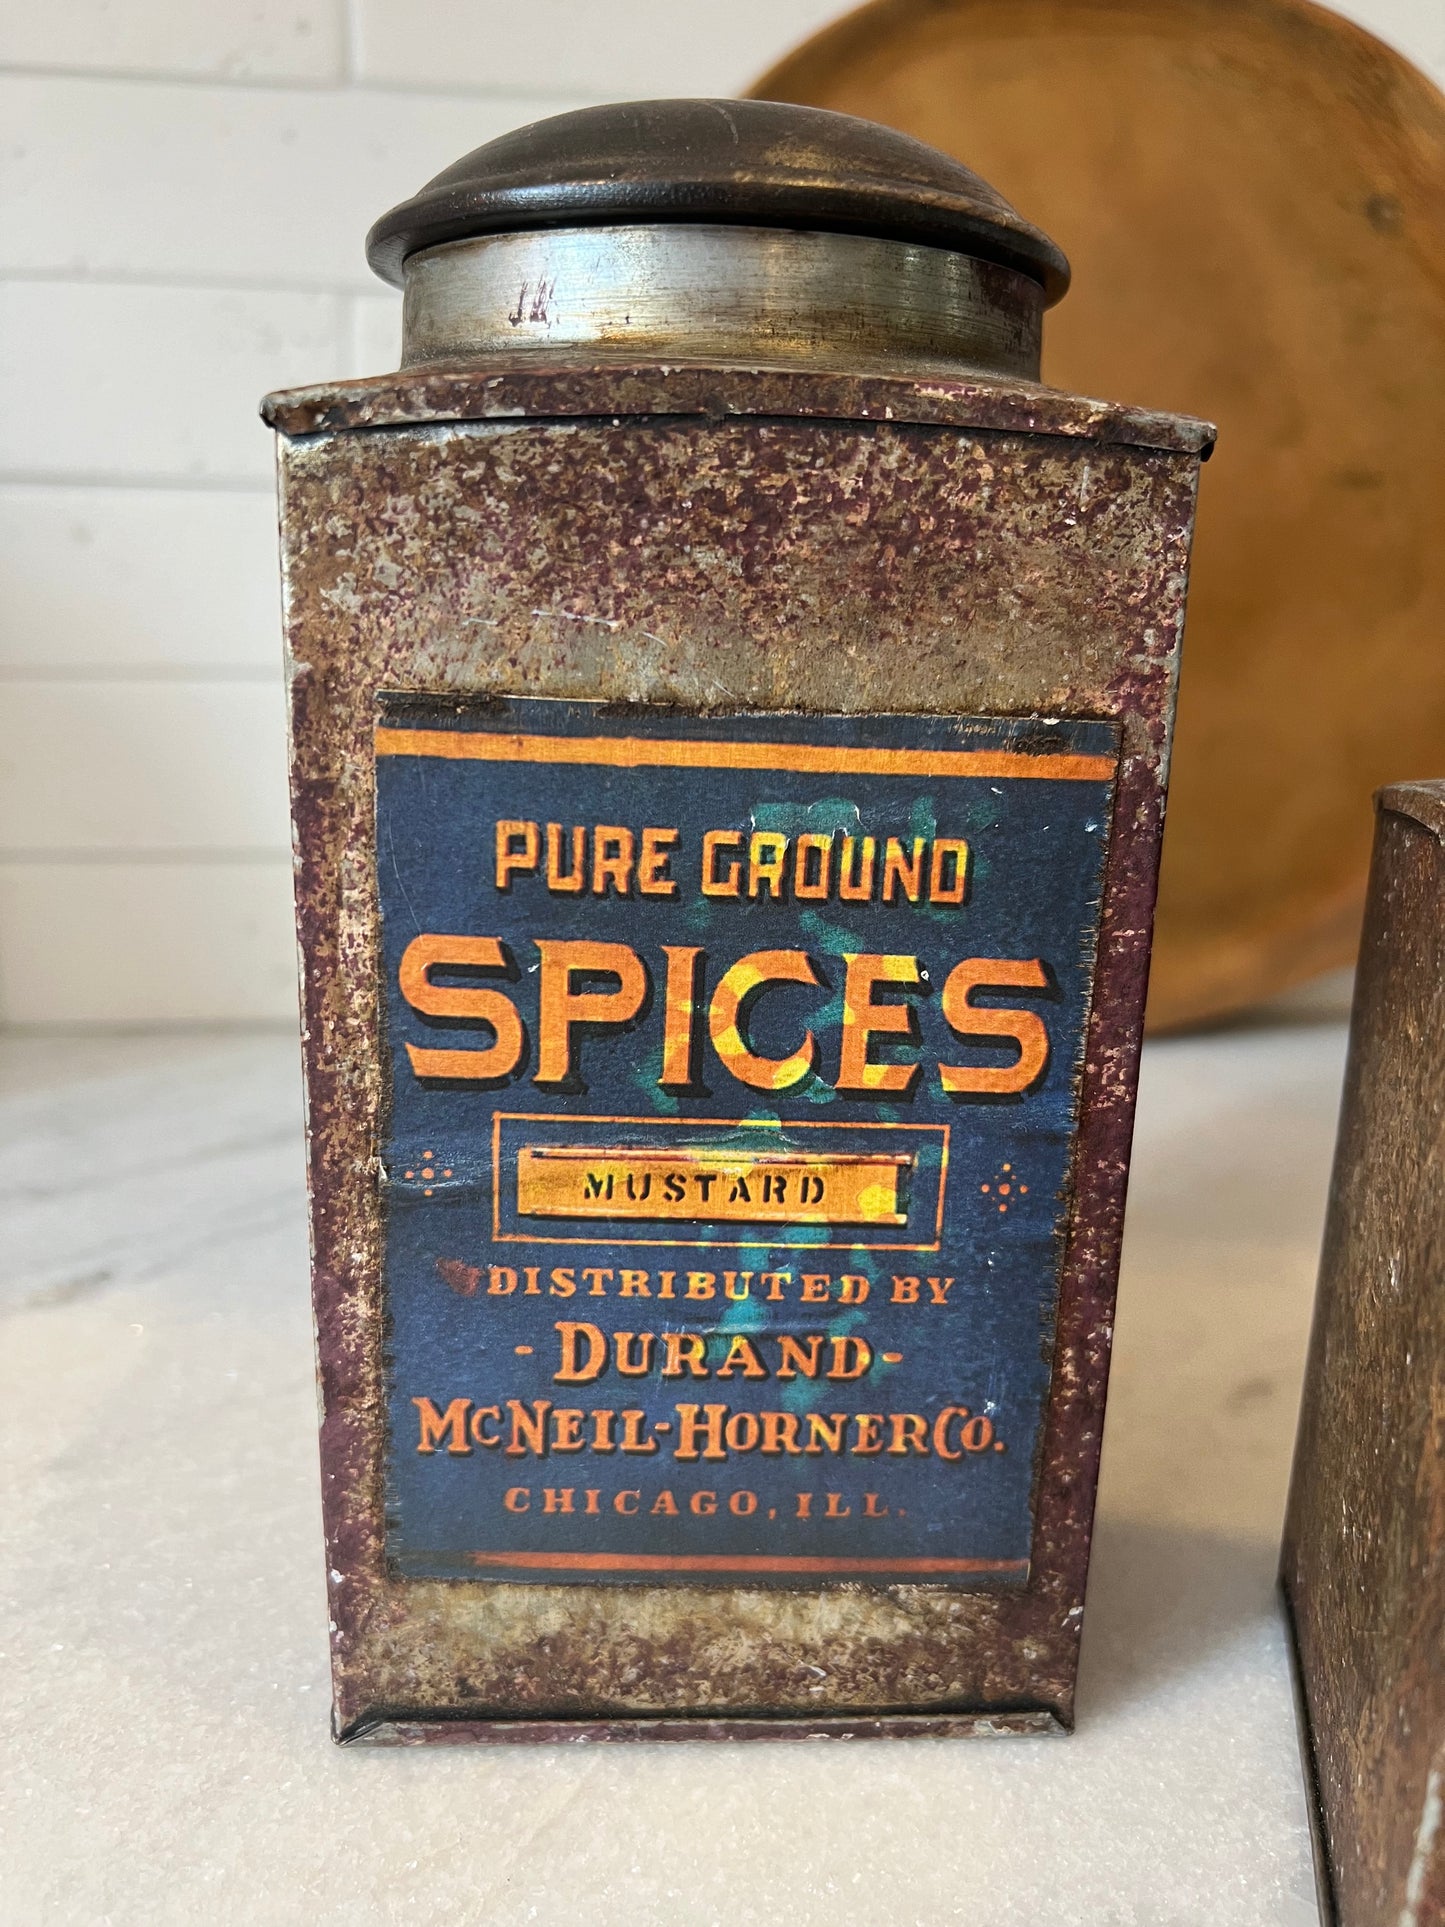 PURE GROUND
SPICES
MUSTARD
DISTRIBUTED BY
- DURAND -
MCNEIL-HORNER CO.
CHICAGO, ILL.